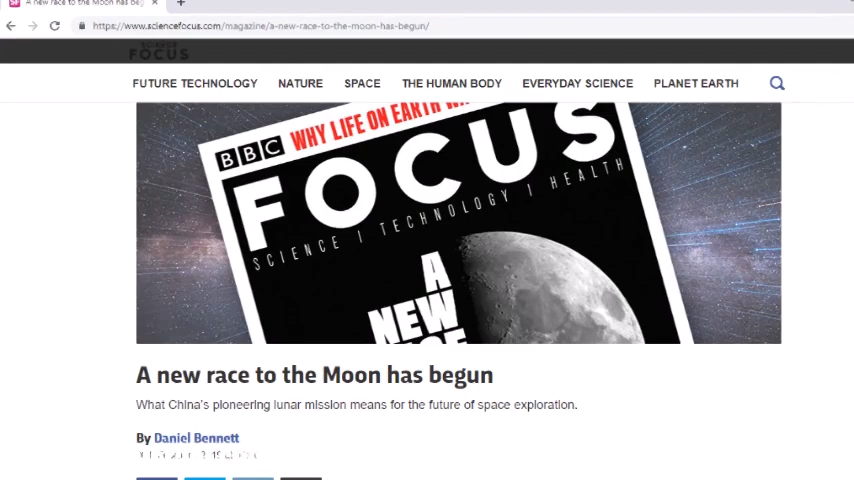 A new race to the Moon has beg
https://www.sciencefocus.com/magazine/a-new-race-to-the-moon-has-begun/
FOCUS
FUTURE TECHNOLOGY NATURE SPACE THE HUMAN BODY EVERYDAY SCIENCE PLANET EARTH
BBC WHY LIFE ON EARTH
FOCUS
SCIENCE | TECHNOLOGY | HEALTH
A
NEW
A new race to the Moon has begun
What China's pioneering lunar mission means for the future of space exploration.
By Daniel Bennett